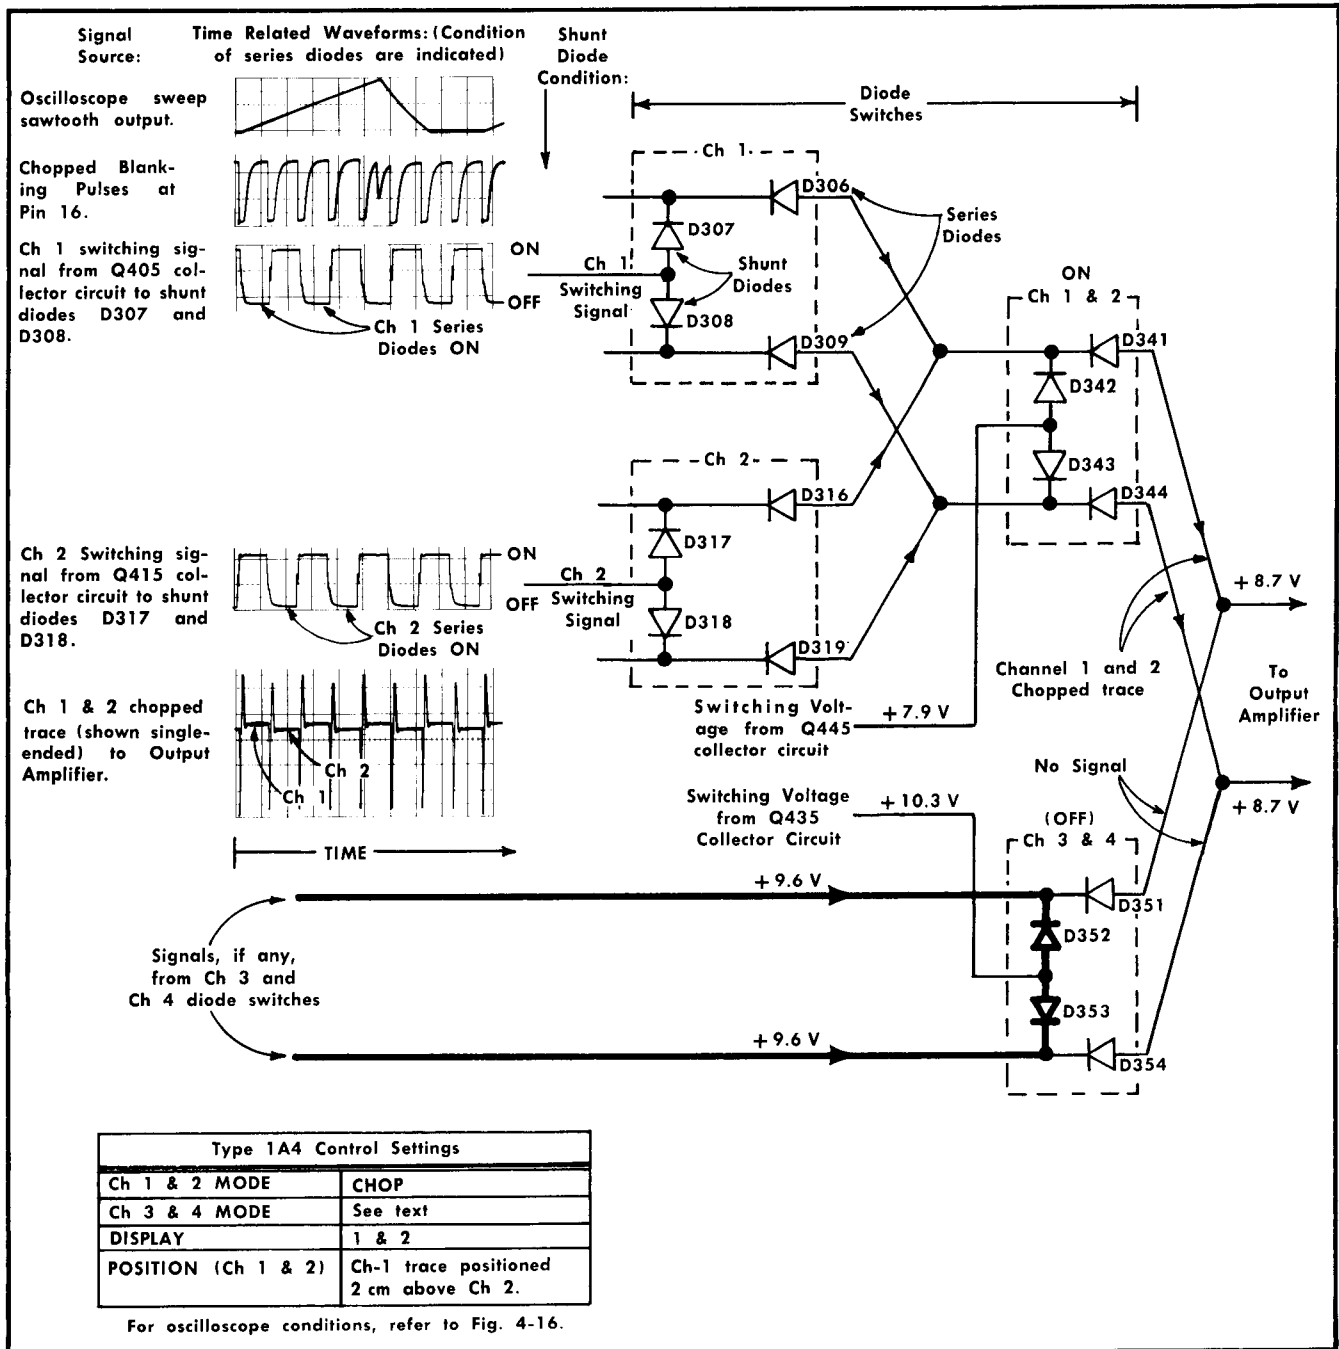 Signal
Source:
Time Related Waveforms: (Condition
of series diodes are indicated)
Shunt
Diode
Condition:
Oscilloscope sweep
sawtooth output.
Chopped Blank-
ing Pulses at
Pin 16.
Ch 1 switching sig-
nal from Q405 col-
lector circuit to shunt
diodes D307 and
D308.
ON
OFF
Ch 1 Series
Diodes ON
Diode
Switches
Ch 1
D306
D307
Shunt
Diodes
Series
Diodes
Ch 1
Switching
Signal
D308
D309
ON
Ch 1 & 2
D341
D342
D343
D344
Ch 2
D316
D317
Ch 2
Switching
Signal
D318
D319
Ch 2 Switching sig-
nal from Q415 col-
lector circuit to shunt
diodes D317 and
D318.
ON
OFF
Ch 2 Series
Diodes ON
Ch 1 & 2 chopped
trace (shown single-
ended) to Output
Amplifier.
Ch 2
Ch 1
TIME
+ 8.7 V
Channel 1 and 2
Chopped trace
To
Output
Amplifier
Switching Volt-
age from Q445
collector circuit
+ 7.9 V
No Signal
+ 8.7 V
Switching Voltage
from Q435
Collector Circuit
+ 10.3 V
(OFF)
Ch 3 & 4
D351
D352
D353
D354
+ 9.6 V
Signals, if any,
from Ch 3 and
Ch 4 diode switches
+ 9.6 V
Type 1A4 Control Settings
Ch 1 & 2 MODE CHOP
Ch 3 & 4 MODE See text
DISPLAY 1 & 2
POSITION (Ch 1 & 2) Ch-1 trace positioned
2 cm above Ch 2.
For oscilloscope conditions, refer to Fig. 4-16.